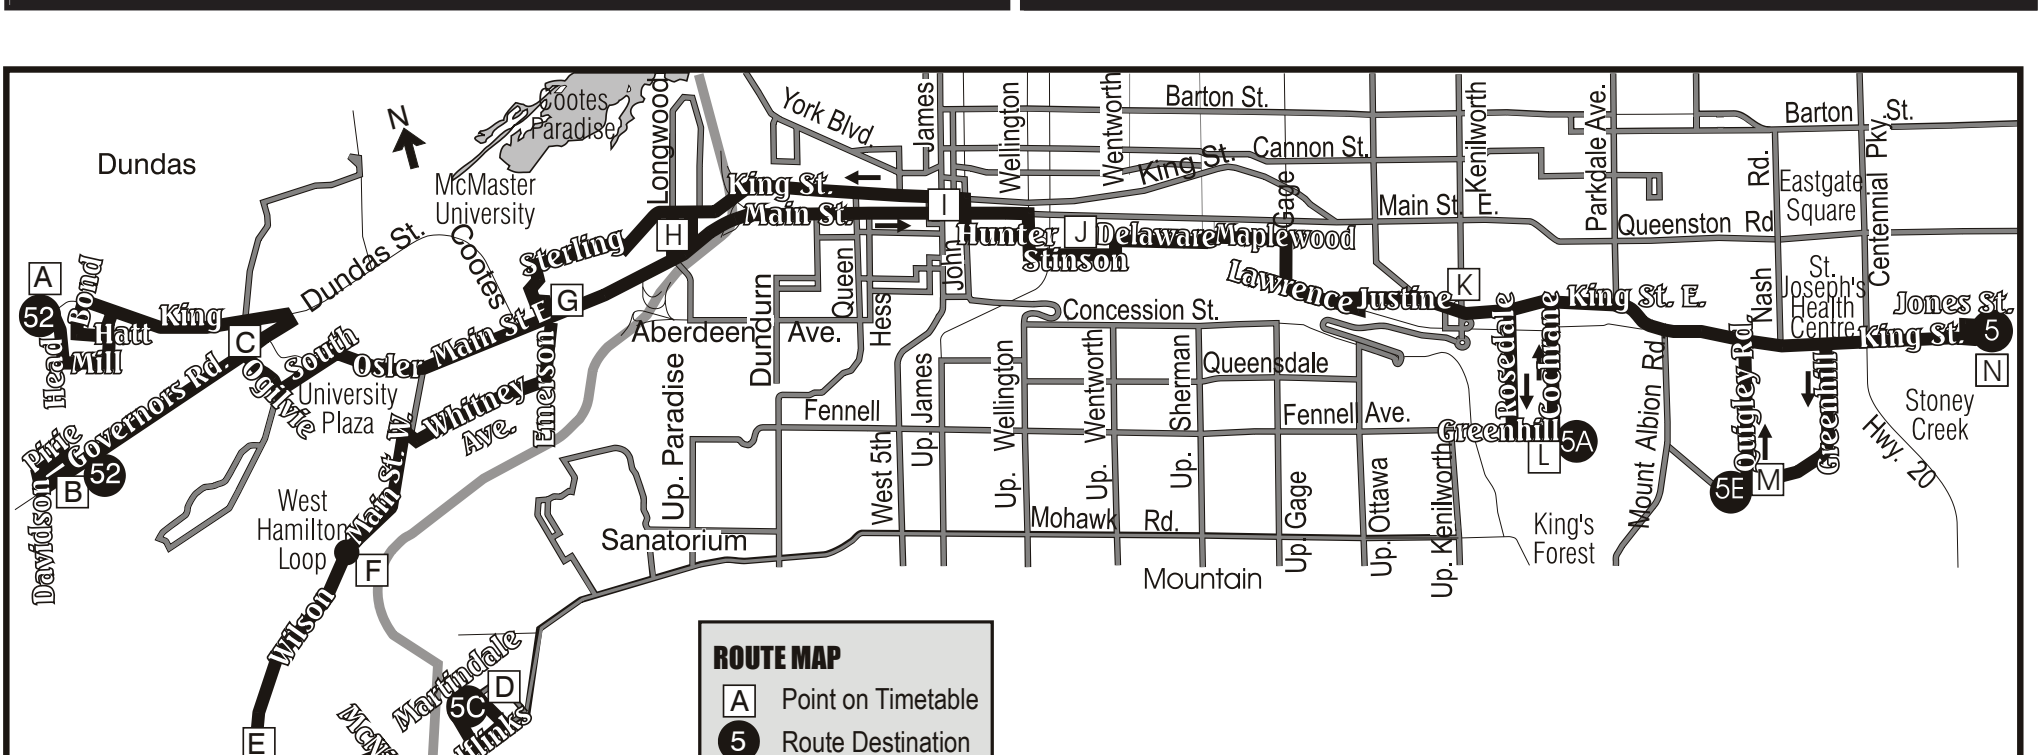 Barton St.
York Blvd.
Cootes
Paradise
Longwood
James
Wellington
Wentworth
Kenilworth
Parkdale Ave.
Barton St.
Centennial Pky.
N
Dundas
McMaster
University
King St.
Cannon St.
King St.
Gage
Rd.
Eastgate
Square
Main St.
I
Main St. E.
Queenston Rd
Cootes
Dundas St.
Sterling
H
Hunter
J
Delaware
Maplewood
Stinson
John
Queen
Hess
Dundurn
A
52
Bond
King
Hatt
Mill
Head
C
G
Lawrence
Justine
K
King St. E.
Nash
St.
Joseph's
Health
Centre
Jones St.
King St.
5
N
Concession St.
Aberdeen Ave.
South
Osler
Main St E
Governors Rd.
Ogilvie
University
Plaza
Whitney
Ave.
Emerson
Up. Paradise
Up. James
Up. Wellington
Up. Wentworth
Up. Sherman
Queensdale
Rosedale
Cochrane
Mount Albion Rd
Quigley Rd.
Greenhill
Stoney
Creek
Hwy. 20
Fennell
Fennell Ave.
Greenhill
5A
L
Pirie
52
B
Davidson
Main St. W.
West
Hamilton
Loop
F
West 5th
Up. Gage
Up. Ottawa
Up. Kenilworth
5E
M
King's
Forest
Sanatorium
Mohawk Rd.
Mountain
Wilson
E
Martindale
D
5C
ROUTE MAP
A Point on Timetable
5 Route Destination